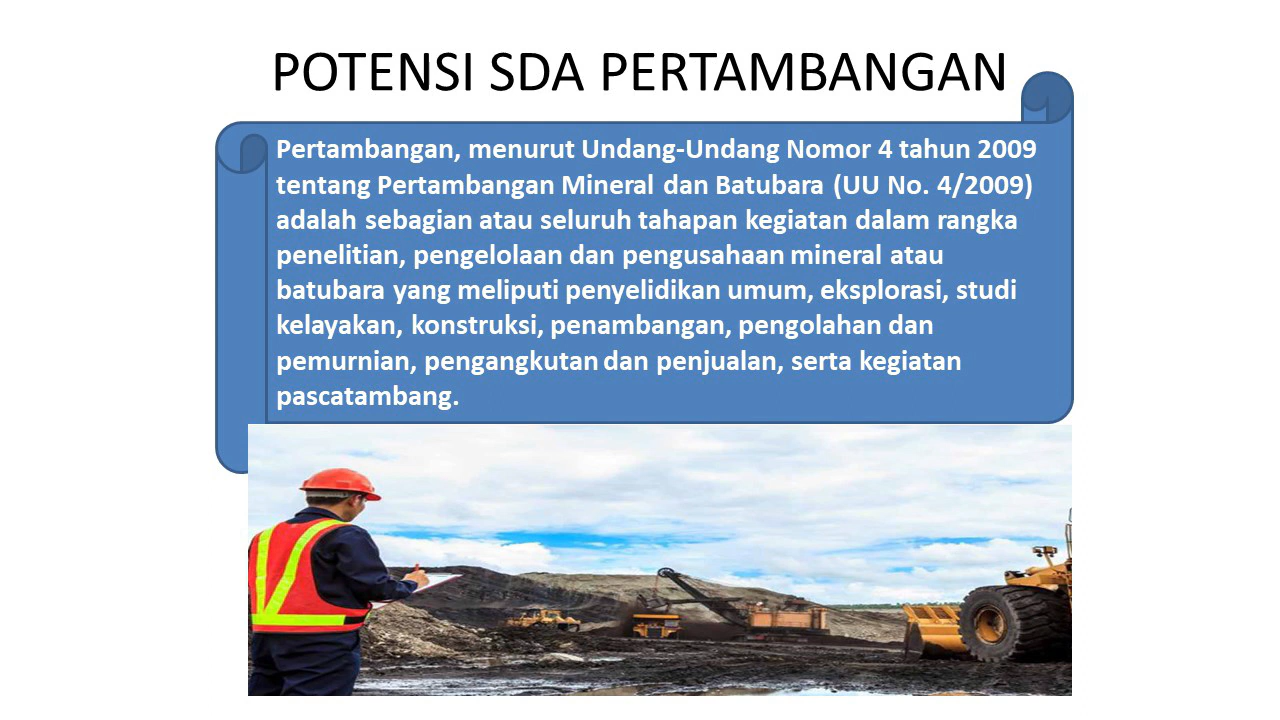 POTENSI SDA PERTAMBANGAN
Pertambangan, menurut Undang-Undang Nomor 4 tahun 2009
tentang Pertambangan Mineral dan Batubara (UU No. 4/2009)
adalah sebagian atau seluruh tahapan kegiatan dalam rangka
penelitian, pengelolaan dan pengusahaan mineral atau
batubara yang meliputi penyelidikan umum, eksplorasi, studi
kelayakan, konstruksi, penambangan, pengolahan dan
pemurnian, pengangkutan dan penjualan, serta kegiatan
pascatambang.